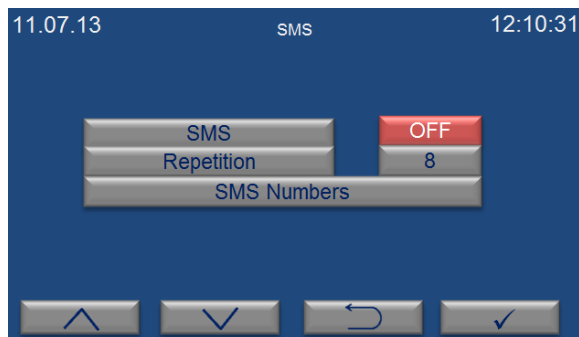 11.07.13 SMS 12:10:31
SMS OFF
Repetition 8
SMS Numbers